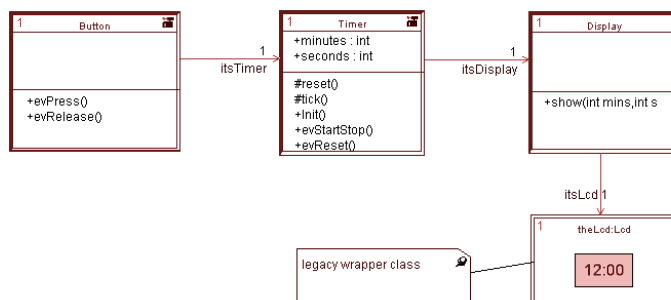 1 Button
+evPress()
+evRelease()
1
itsTimer
1 Timer
+minutes : int
+seconds : int
#reset()
#tick()
+Init()
+evStartStop()
+evReset()
1
itsDisplay
1 Display
+show(int mins,int s
itsLcd 1
1 theLcd:Lcd
12:00
legacy wrapper class